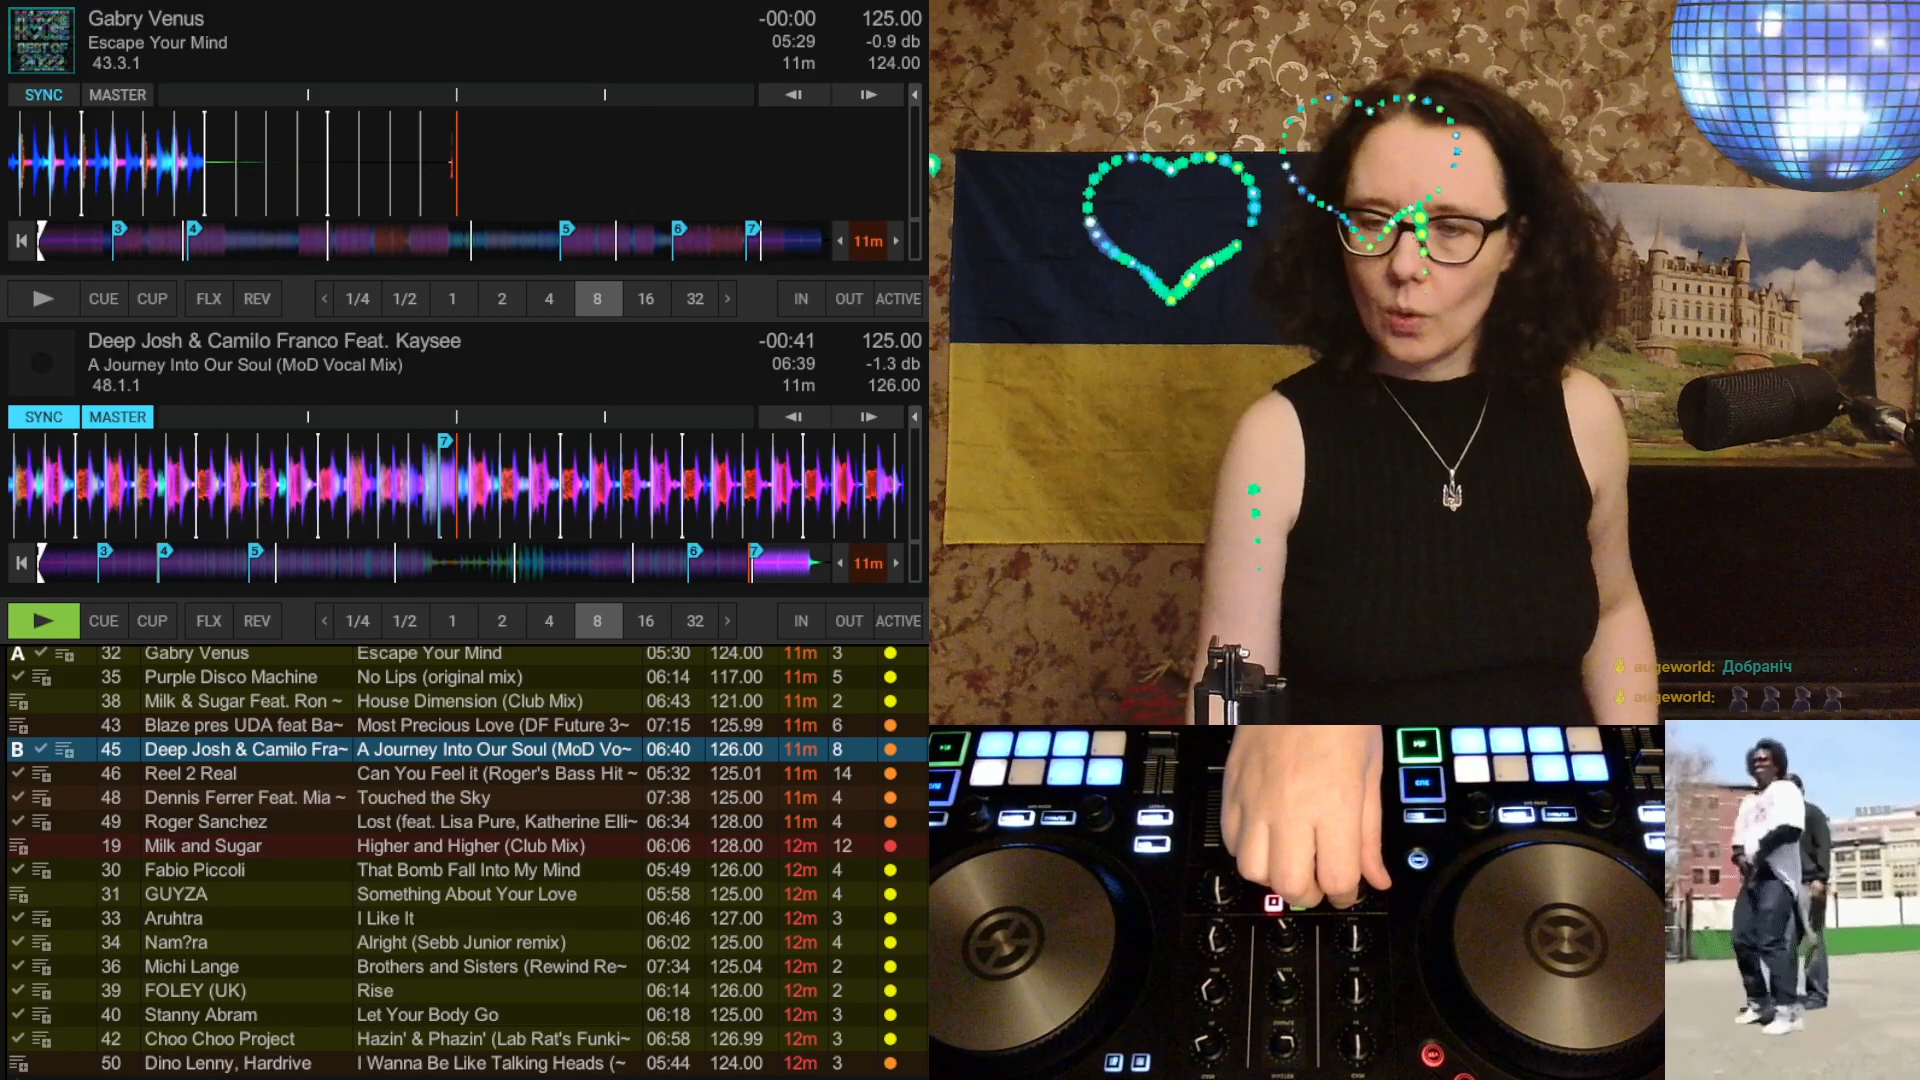 HOUSE
BEST OF
2022
Gabry Venus
-00:00
125.00
Escape Your Mind
05:29
-0.9 db
43.3.1
11m
124.00
SYNC
MASTER
3
4
5
6
7
11m
CUE
CUP
FLX
REV
1/4
1/2
1
2
4
8
16
32
IN
OUT
ACTIVE
Deep Josh & Camilo Franco Feat. Kaysee
-00:41
125.00
A Journey Into Our Soul (MoD Vocal Mix)
06:39
-1.3 db
48.1.1
11m
126.00
SYNC
MASTER
7
3
4
5
6
7
11m
CUE
CUP
FLX
REV
1/4
1/2
1
2
4
8
16
32
IN
OUT
ACTIVE
A 32 Gabry Venus Escape Your Mind 05:30 124.00 11m 3
35 Purple Disco Machine No Lips (original mix) 06:14 117.00 11m 5
38 Milk & Sugar Feat. Ron ~ House Dimension (Club Mix) 06:43 121.00 11m 2
43 Blaze pres UDA feat Ba~ Most Precious Love (DF Future 3~ 07:15 125.99 11m 6
B 45 Deep Josh & Camilo Fra~ A Journey Into Our Soul (MoD Vo~ 06:40 126.00 11m 8
46 Reel 2 Real Can You Feel it (Roger's Bass Hit ~ 05:32 125.01 11m 14
48 Dennis Ferrer Feat. Mia ~ Touched the Sky 07:38 125.00 11m 4
49 Roger Sanchez Lost (feat. Lisa Pure, Katherine Elli~ 06:34 128.00 11m 4
19 Milk and Sugar Higher and Higher (Club Mix) 06:06 128.00 12m 12
30 Fabio Piccoli That Bomb Fall Into My Mind 05:49 126.00 12m 4
31 GUYZA Something About Your Love 05:58 125.00 12m 4
33 Aruhtra I Like It 06:46 127.00 12m 3
34 Nam?ra Alright (Sebb Junior remix) 06:02 125.00 12m 4
36 Michi Lange Brothers and Sisters (Rewind Re~ 07:34 125.04 12m 2
39 FOLEY (UK) Rise 06:14 126.00 12m 2
40 Stanny Abram Let Your Body Go 06:18 125.00 12m 3
42 Choo Choo Project Hazin' & Phazin' (Lab Rat's Funki~ 06:58 126.99 12m 3
50 Dino Lenny, Hardrive I Wanna Be Like Talking Heads (~ 05:44 124.00 12m 3
augeworld: Добраніч
augeworld: